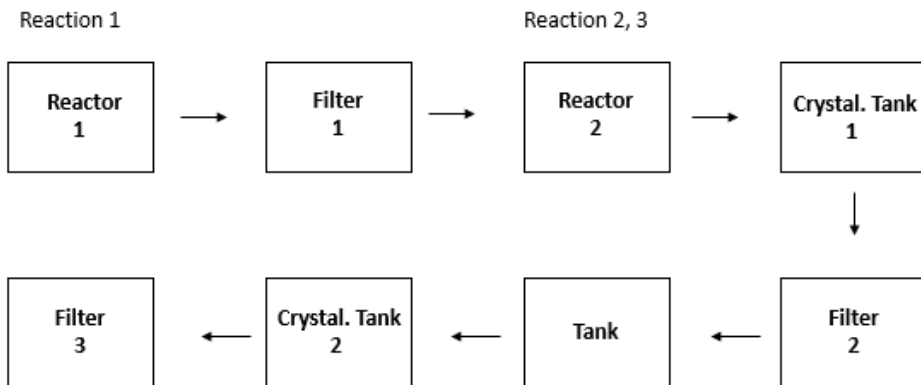 Reaction 1
Reaction 2, 3
Reactor
1
Filter
1
Reactor
2
Crystal. Tank
1
Filter
3
Crystal. Tank
2
Tank
Filter
2